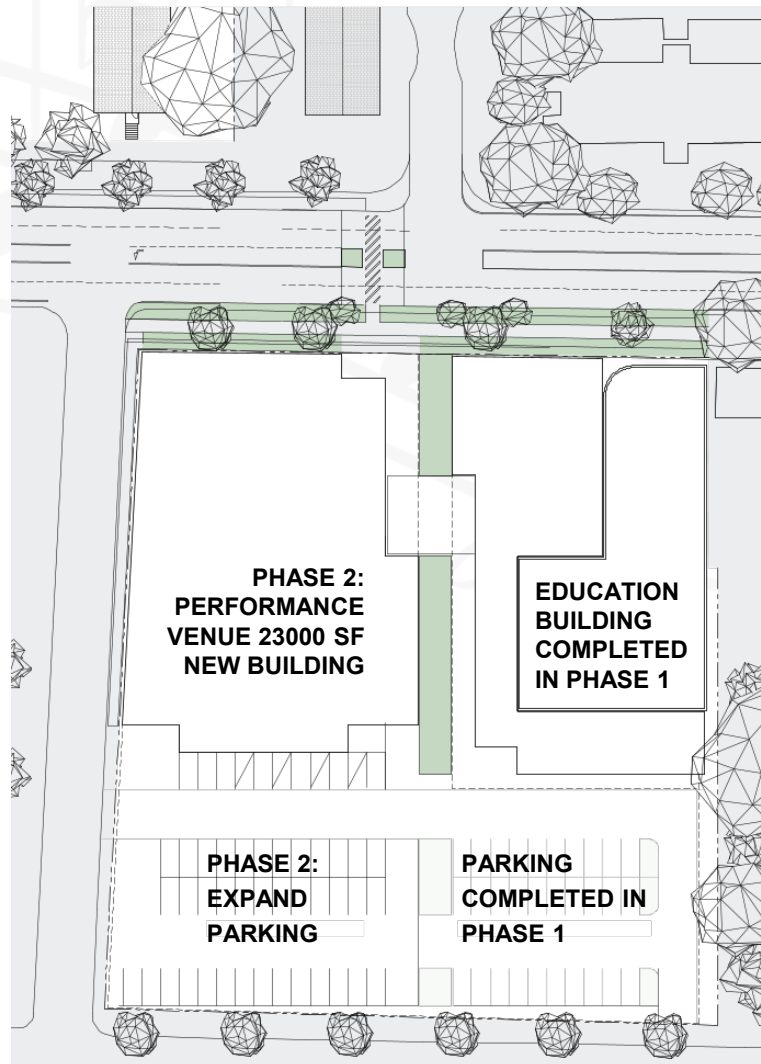 PHASE 2:
PERFORMANCE
VENUE 23000 SF
NEW BUILDING
EDUCATION
BUILDING
COMPLETED
IN PHASE 1
PHASE 2:
EXPAND
PARKING
PARKING
COMPLETED IN
PHASE 1